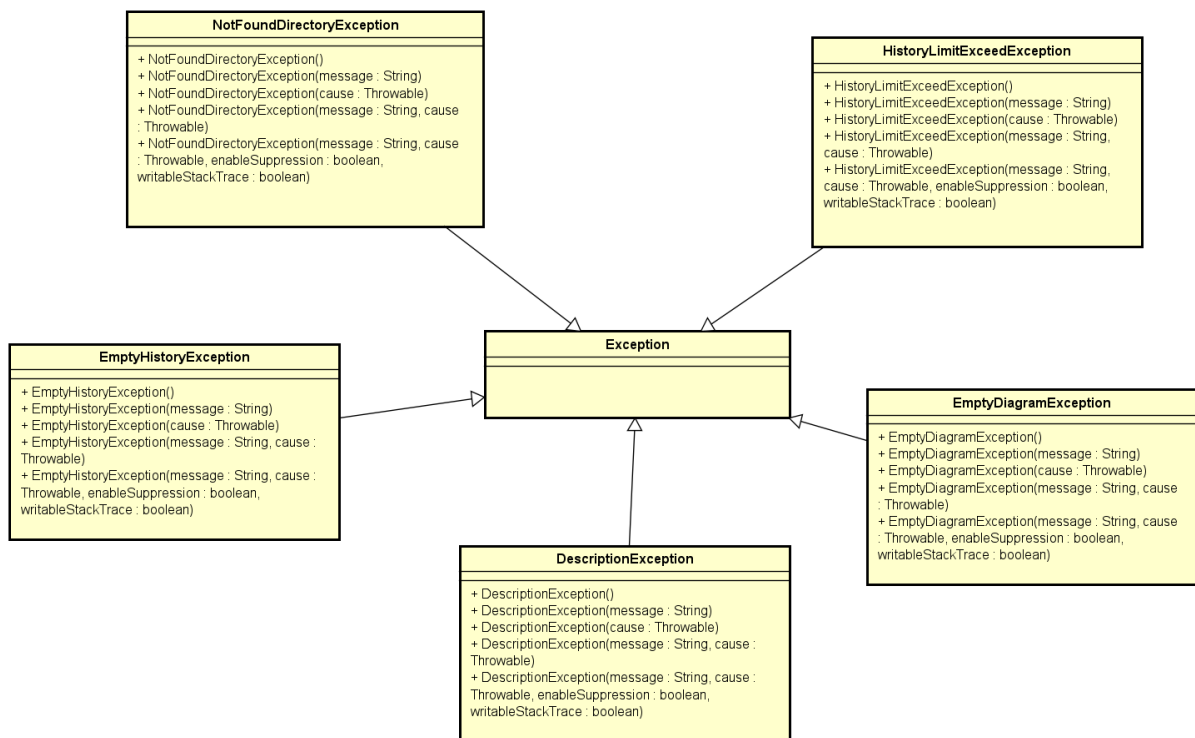 NotFoundDirectoryException
+ NotFoundDirectoryException()
+ NotFoundDirectoryException(message : String)
+ NotFoundDirectoryException(cause : Throwable)
+ NotFoundDirectoryException(message : String, cause
: Throwable)
+ NotFoundDirectoryException(message : String, cause
: Throwable, enableSuppression : boolean,
writableStackTrace : boolean)
HistoryLimitExceedException
+ HistoryLimitExceedException()
+ HistoryLimitExceedException(message : String)
+ HistoryLimitExceedException(cause : Throwable)
+ HistoryLimitExceedException(message : String,
cause : Throwable)
+ HistoryLimitExceedException(message : String,
cause : Throwable, enableSuppression : boolean,
writableStackTrace : boolean)
Exception
EmptyHistoryException
+ EmptyHistoryException()
+ EmptyHistoryException(message : String)
+ EmptyHistoryException(cause : Throwable)
+ EmptyHistoryException(message : String, cause :
Throwable)
+ EmptyHistoryException(message : String, cause :
Throwable, enableSuppression : boolean,
writableStackTrace : boolean)
EmptyDiagramException
+ EmptyDiagramException()
+ EmptyDiagramException(message : String)
+ EmptyDiagramException(cause : Throwable)
+ EmptyDiagramException(message : String, cause
: Throwable)
+ EmptyDiagramException(message : String, cause
: Throwable, enableSuppression : boolean,
writableStackTrace : boolean)
DescriptionException
+ DescriptionException()
+ DescriptionException(message : String)
+ DescriptionException(cause : Throwable)
+ DescriptionException(message : String, cause :
Throwable)
+ DescriptionException(message : String, cause :
Throwable, enableSuppression : boolean,
writableStackTrace : boolean)